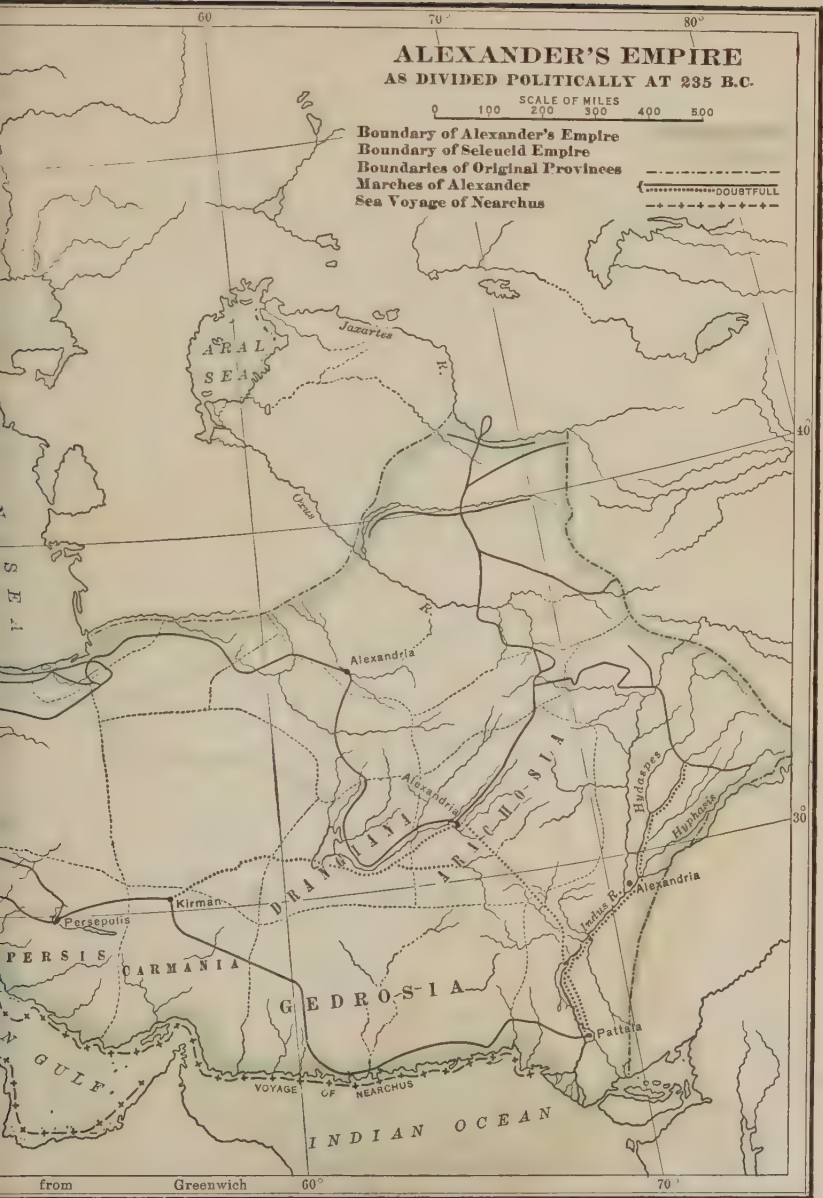 60
70°
80°
ALEXANDER'S EMPIRE
AS DIVIDED POLITICALLY AT 235 B.C.
SCALE OF MILES
0 100 200 300 400 500
Boundary of Alexander's Empire
Boundary of Seleucid Empire
Boundaries of Original Provinces
Marches of Alexander
DOUBTFULL
Sea Voyage of Nearchus
ARAL
SEA
Jaxartes
R.
40
Oxus
R.
SEA
Alexandria
Alexandria
DRANGIANA
ARACHOSIA
Hydaspes
Huphasis
30°
Indus R.
Alexandria
Kirman
Persepolis
PERSIS
CARMANIA
GEDROSIA
Pattala
N GULF
VOYAGE OF NEARCHUS
INDIAN OCEAN
from Greenwich 60°
70°